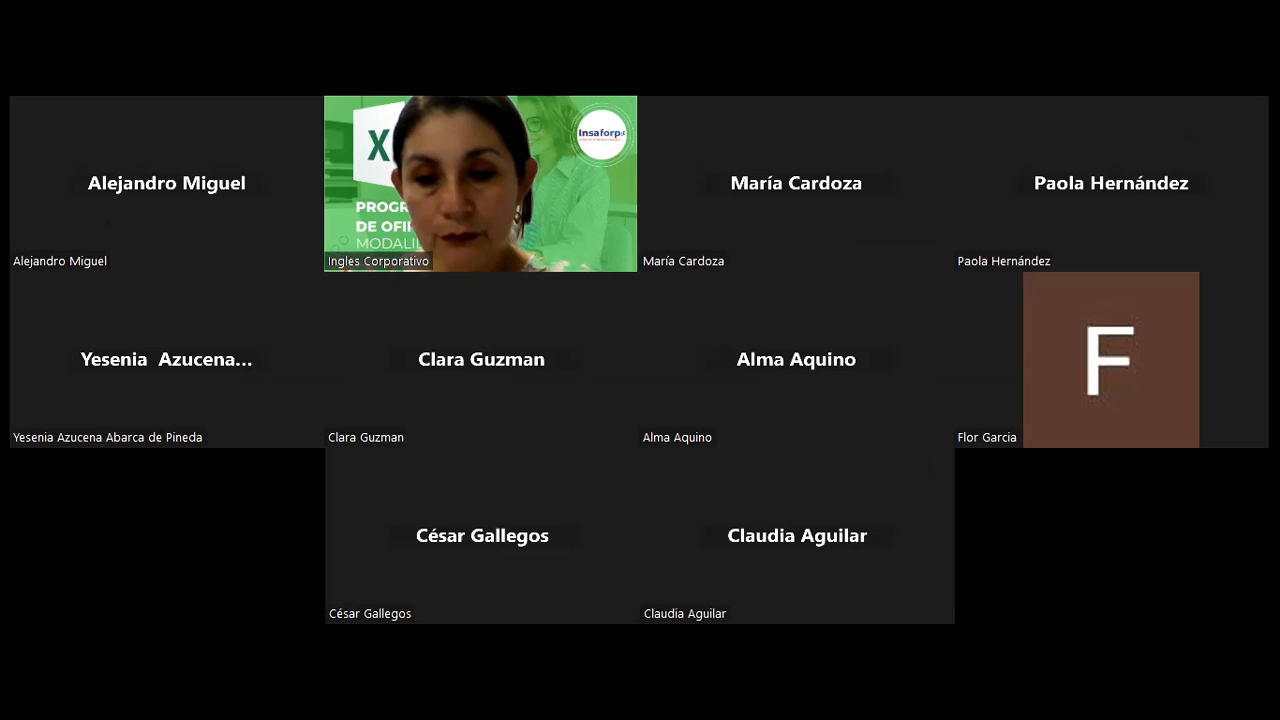 Alejandro Miguel
Alejandro Miguel
X
Insaforp
PROGR
DE OFI
MODALI
Ingles Corporativo
María Cardoza
María Cardoza
Paola Hernández
Paola Hernández
Yesenia Azucena...
Yesenia Azucena Abarca de Pineda
Clara Guzman
Clara Guzman
Alma Aquino
Alma Aquino
F
Flor Garcia
César Gallegos
César Gallegos
Claudia Aguilar
Claudia Aguilar